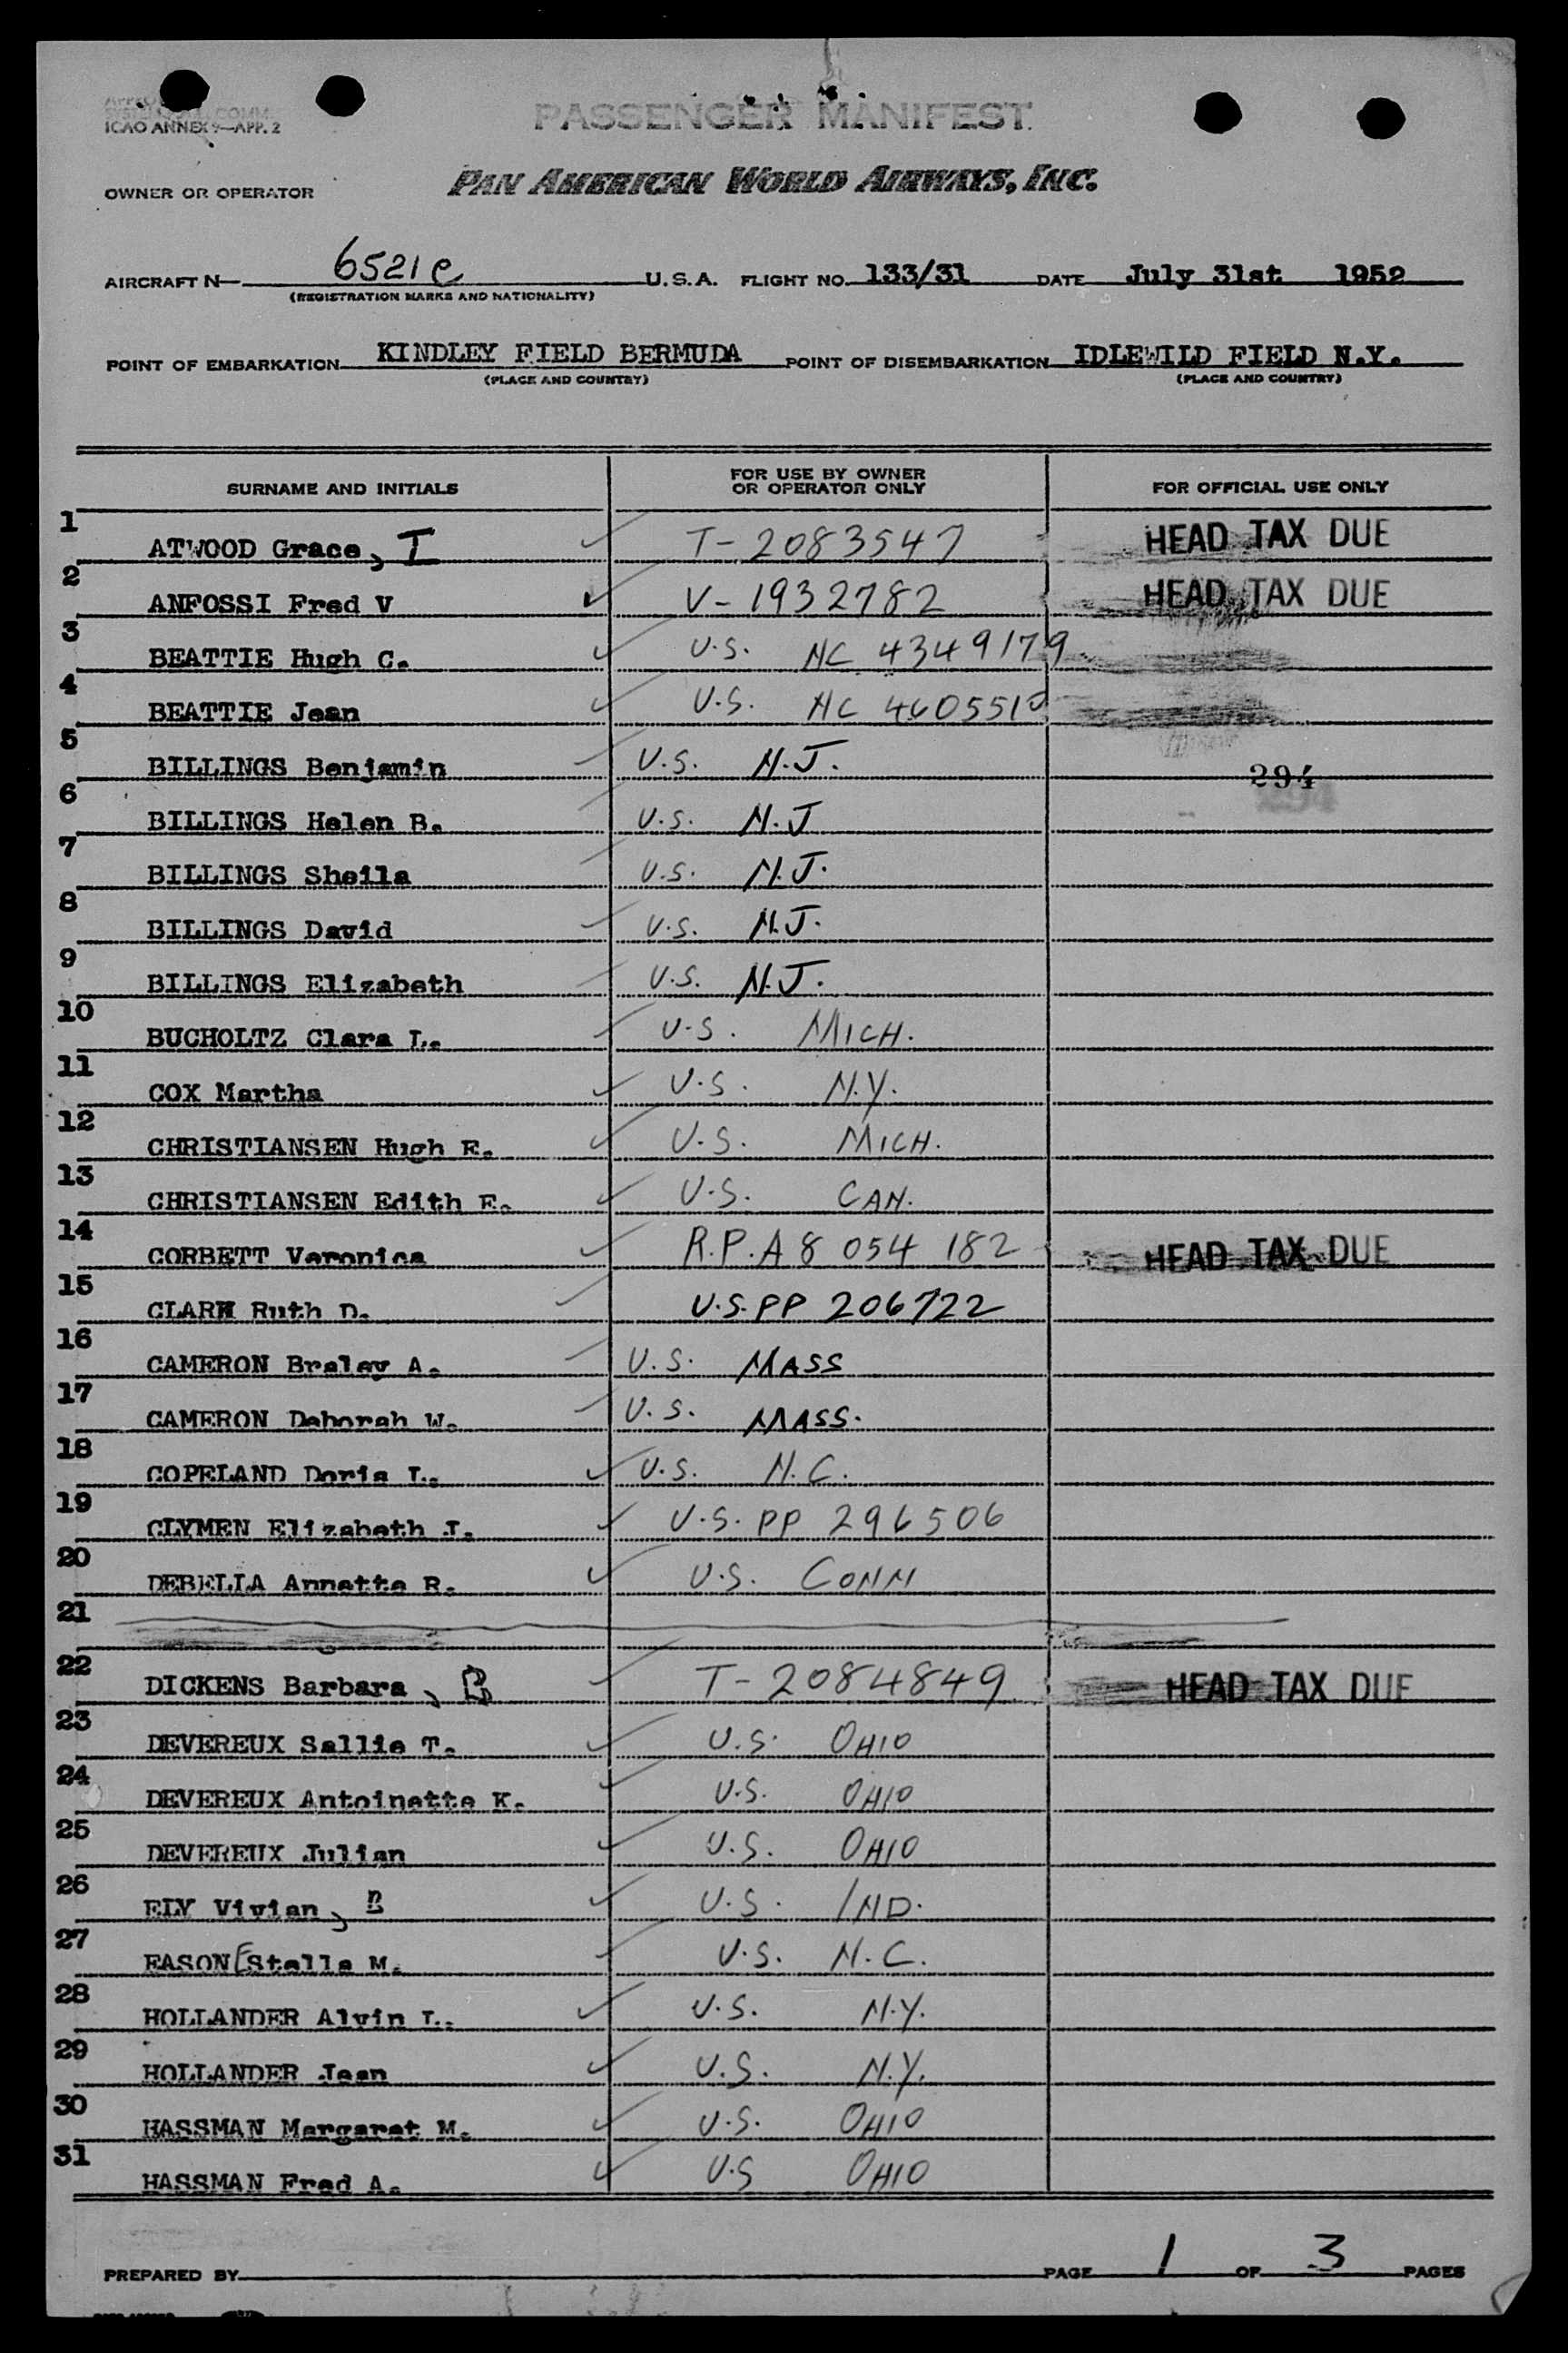 ICAO ANNEX 9—APP. 2
PASSENGER MANIFEST
OWNER OR OPERATOR PAN AMERICAN WORLD AIRWAYS, INC.
AIRCRAFT N— 6521C U.S.A. FLIGHT NO. 133/31 DATE July 31st 1952
(REGISTRATION MARKS AND NATIONALITY)
POINT OF EMBARKATION KINDLEY FIELD BERMUDA POINT OF DISEMBARKATION IDLEWILD FIELD N.Y.
(PLACE AND COUNTRY) (PLACE AND COUNTRY)
SURNAME AND INITIALS FOR USE BY OWNER OR OPERATOR ONLY FOR OFFICIAL USE ONLY
1 ATWOOD Grace, I T-2083547 HEAD TAX DUE
2 ANFOSSI Fred V V-1932782 HEAD TAX DUE
3 BEATTIE Hugh C. U.S. NC 4349179
4 BEATTIE Jean U.S. NC
5 BILLINGS Benjamin U.S. N.J. 294
6 BILLINGS Helen B. U.S. N.J
7 BILLINGS Sheila U.S. N.J.
8 BILLINGS David U.S. N.J.
9 BILLINGS Elizabeth U.S. N.J.
10 BUCHOLTZ Clara L. U.S. MICH.
11 COX Martha U.S. N.Y.
12 CHRISTIANSEN Hugh E. U.S. MICH.
13 CHRISTIANSEN Edith E. U.S. CAN.
14 CORBETT Veronica R.P.A8 054 182 HEAD TAX DUE
15 CLARK Ruth D. U.S.PP 206722
16 CAMERON Braley A. U.S. MASS
17 CAMERON Deborah W. U.S. MASS.
18 COPELAND Doris L. U.S. N.C.
19 CLYMEN Elizabeth J. U.S. PP 296506
20 DEBELLA Annette R. U.S. CONN
21
22 DICKENS Barbara, B T-2084849 HEAD TAX DUE
23 DEVEREUX Sallie T. U.S. OHIO
24 DEVEREUX Antoinette K. U.S. OHIO
25 DEVEREUX Julian U.S. OHIO
26 ELY Vivian, B U.S. IND.
27 EASON Estelle M. U.S. N.C.
28 HOLLANDER Alvin L. U.S. N.Y.
29 HOLLANDER Jean U.S. N.Y.
30 HASSMAN Margaret M. U.S. OHIO
31 HASSMAN Fred A. U.S OHIO
PREPARED BY PAGE 1 OF 3 PAGES